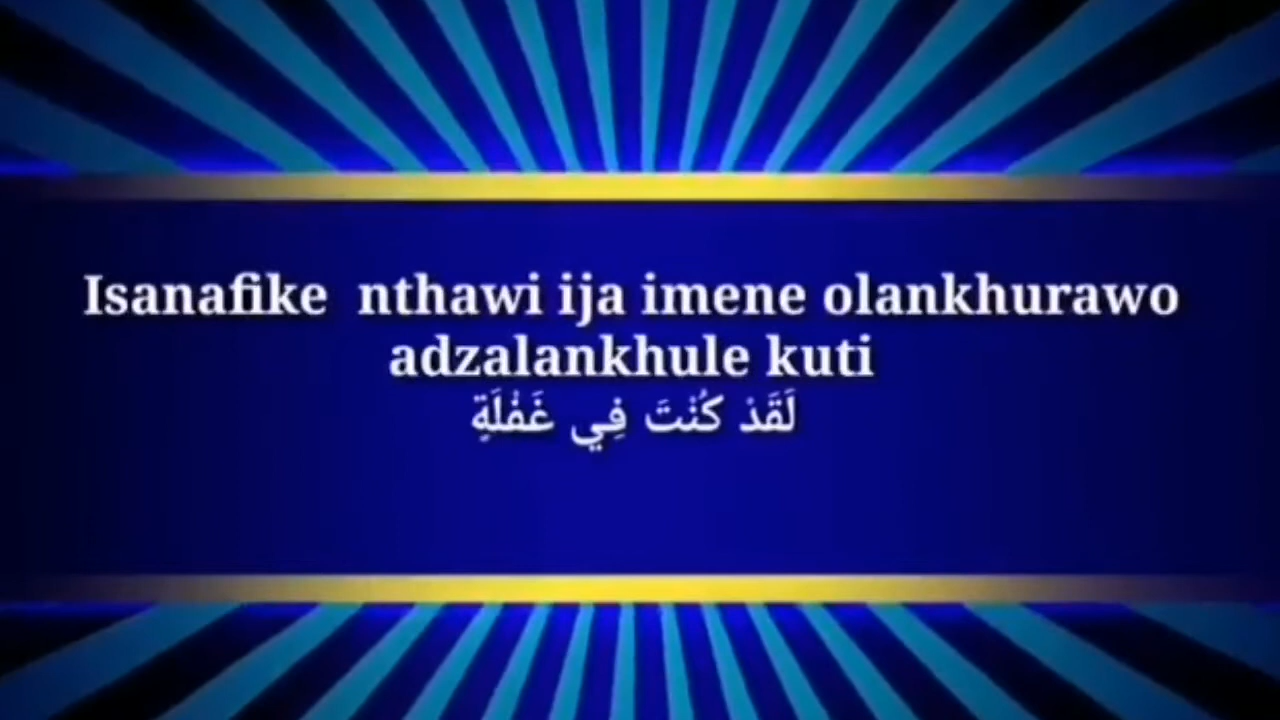 Isanafike nthawi ija imene olankhurawo
adzalankhule kuti
لَقَدْ كُنْتَ فِي غَفْلَةٍ